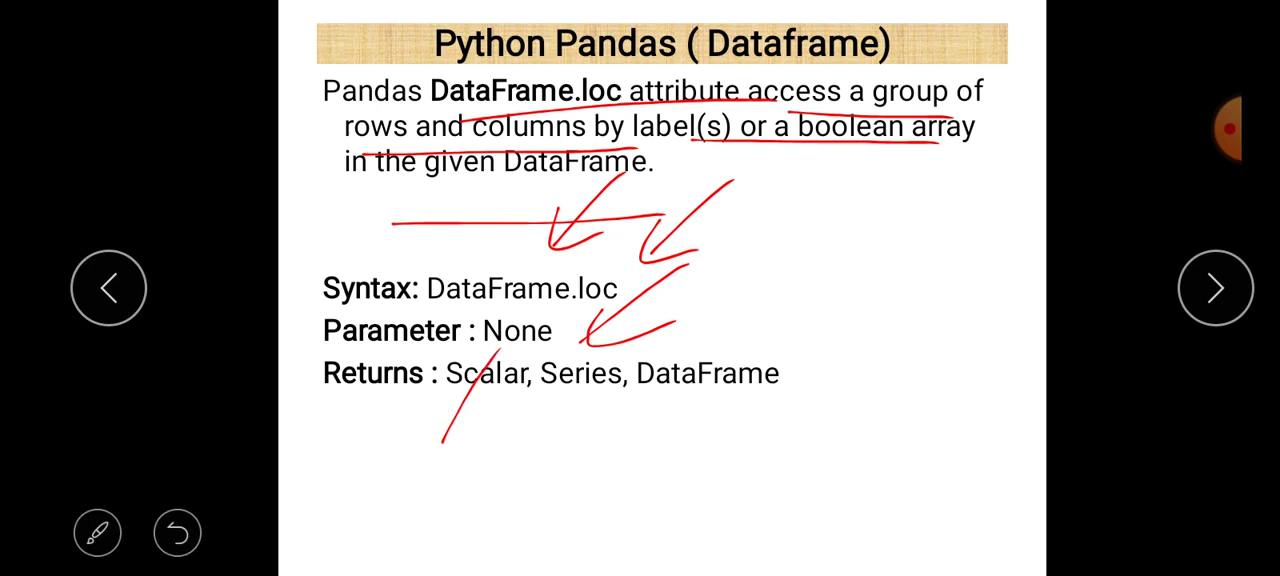 Python Pandas ( Dataframe)
Pandas DataFrame.loc attribute access a group of
rows and columns by label(s) or a boolean array
in the given DataFrame.
Syntax: DataFrame.loc
Parameter : None
Returns : Scalar, Series, DataFrame